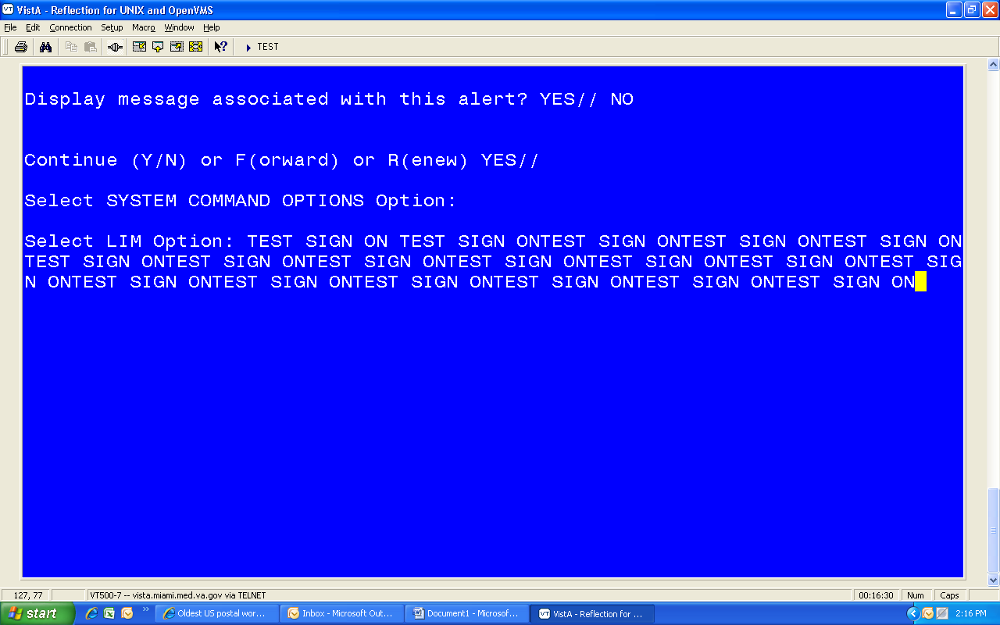 VT VistA - Reflection for UNIX and OpenVMS
File Edit Connection Setup Macro Window Help
TEST
Display message associated with this alert? YES// NO
Continue (Y/N) or F(orward) or R(enew) YES//
Select SYSTEM COMMAND OPTIONS Option:
Select LIM Option: TEST SIGN ON TEST SIGN ONTEST SIGN ONTEST SIGN ONTEST SIGN ON
TEST SIGN ONTEST SIGN ONTEST SIGN ONTEST SIGN ONTEST SIGN ONTEST SIGN ONTEST SIG
N ONTEST SIGN ONTEST SIGN ONTEST SIGN ONTEST SIGN ONTEST SIGN ONTEST SIGN ON
127, 77 VT500-7 -- vista.miami.med.va.gov via TELNET 00:16:30 Num Caps
start Oldest US postal wor... Inbox - Microsoft Out... Document1 - Microsof... VT VistA - Reflection for ... 2:16 PM